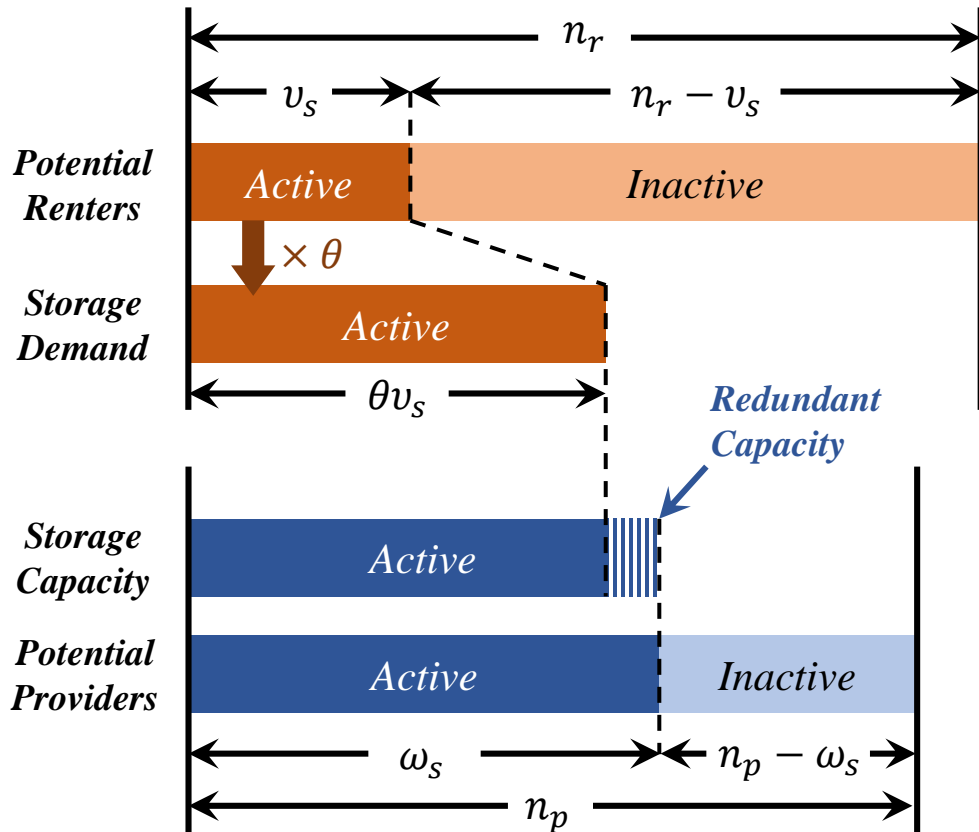 n_r
υ_s
n_r − υ_s
Potential
Renters
Active
Inactive
× θ
Storage
Demand
Active
θυ_s
Redundant
Capacity
Storage
Capacity
Active
Potential
Providers
Active
Inactive
ω_s
n_p − ω_s
n_p